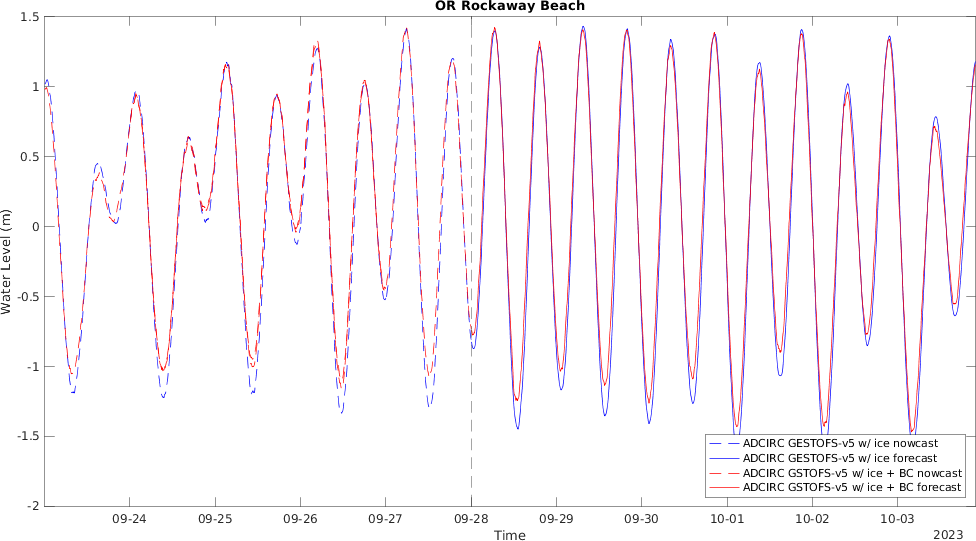 OR Rockaway Beach
1.5
1
0.5
0
-0.5
-1
-1.5
-2
Water Level (m)
09-24 09-25 09-26 09-27 09-28 09-29 09-30 10-01 10-02 10-03
Time
2023
ADCIRC GESTOFS-v5 w/ ice nowcast
ADCIRC GESTOFS-v5 w/ ice forecast
ADCIRC GSTOFS-v5 w/ ice + BC nowcast
ADCIRC GSTOFS-v5 w/ ice + BC forecast